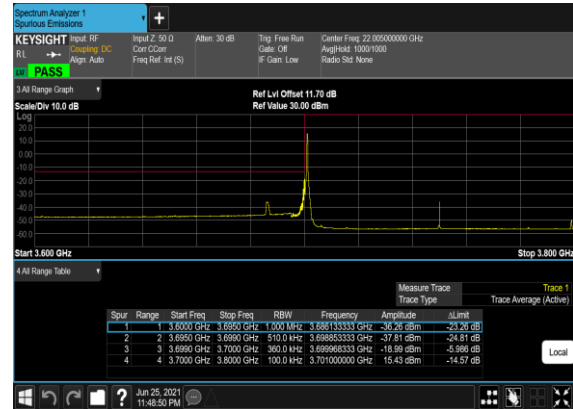 Spectrum Analyzer 1
Spurious Emissions
+
KEYSIGHT Input: RF Input Z: 50 Ω Atten: 30 dB Trig: Free Run Center Freq: 22.005000000 GHz
RL Coupling: DC Corr CCorr Gate: Off Avg|Hold: 1000/1000
Align: Auto Freq Ref: Int (S) IF Gain: Low Radio Std: None
PASS
3 All Range Graph
Ref Lvl Offset 11.70 dB
Scale/Div 10.0 dB Ref Value 30.00 dBm
Log
20.0
10.0
0.00
-10.0
-20.0
-30.0
-40.0
-50.0
-60.0
Start 3.600 GHz Stop 3.800 GHz
4 All Range Table
Measure Trace Trace 1
Trace Type Trace Average (Active)
Spur Range Start Freq Stop Freq RBW Frequency Amplitude ΔLimit
1 1 3.6000 GHz 3.6950 GHz 1.000 MHz 3.686133333 GHz -36.26 dBm -23.26 dB
2 2 3.6950 GHz 3.6990 GHz 510.0 kHz 3.698853333 GHz -37.81 dBm -24.81 dB
3 3 3.6990 GHz 3.7000 GHz 360.0 kHz 3.699968333 GHz -18.99 dBm -5.986 dB
4 4 3.7000 GHz 3.8000 GHz 100.0 kHz 3.701000000 GHz 15.43 dBm -14.57 dB
Local
? Jun 25, 2021
11:48:50 PM